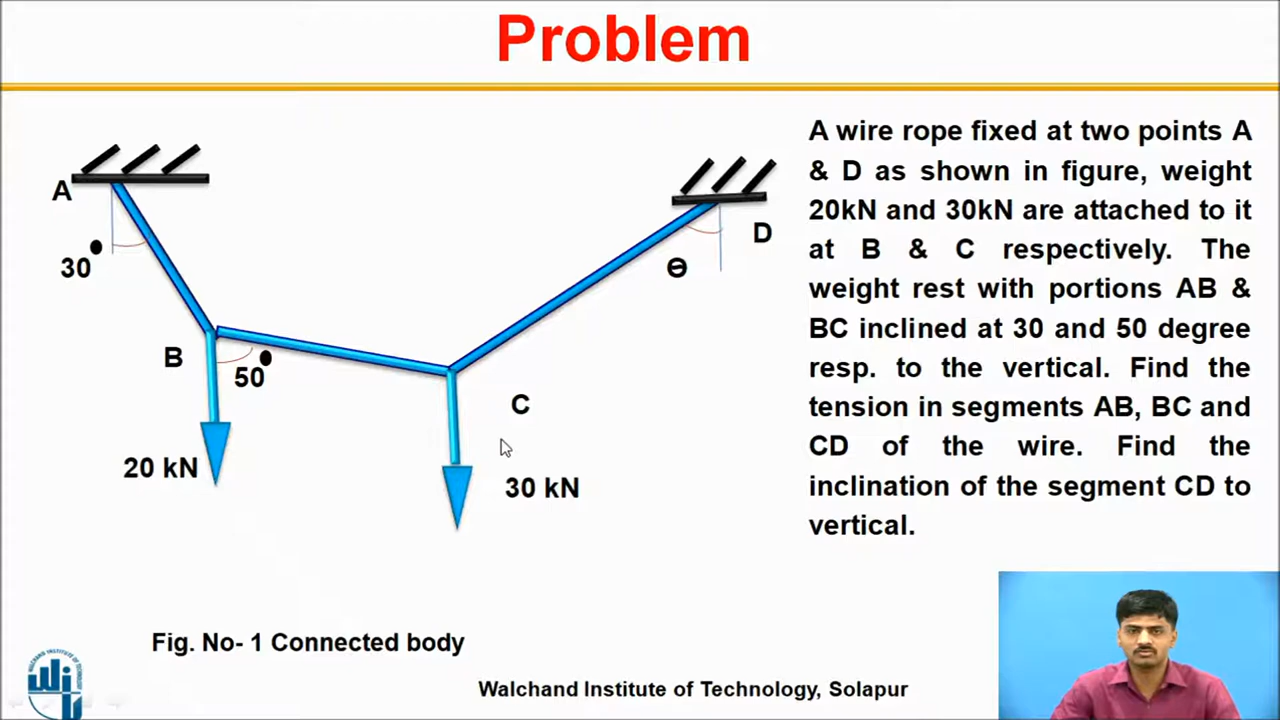 Problem
A wire rope fixed at two points A
& D as shown in figure, weight
20kN and 30kN are attached to it
at B & C respectively. The
weight rest with portions AB &
BC inclined at 30 and 50 degree
resp. to the vertical. Find the
tension in segments AB, BC and
CD of the wire. Find the
inclination of the segment CD to
vertical.
A
30
B
50
20 kN
C
30 kN
D
Ɵ
Fig. No- 1 Connected body
Walchand Institute of Technology, Solapur